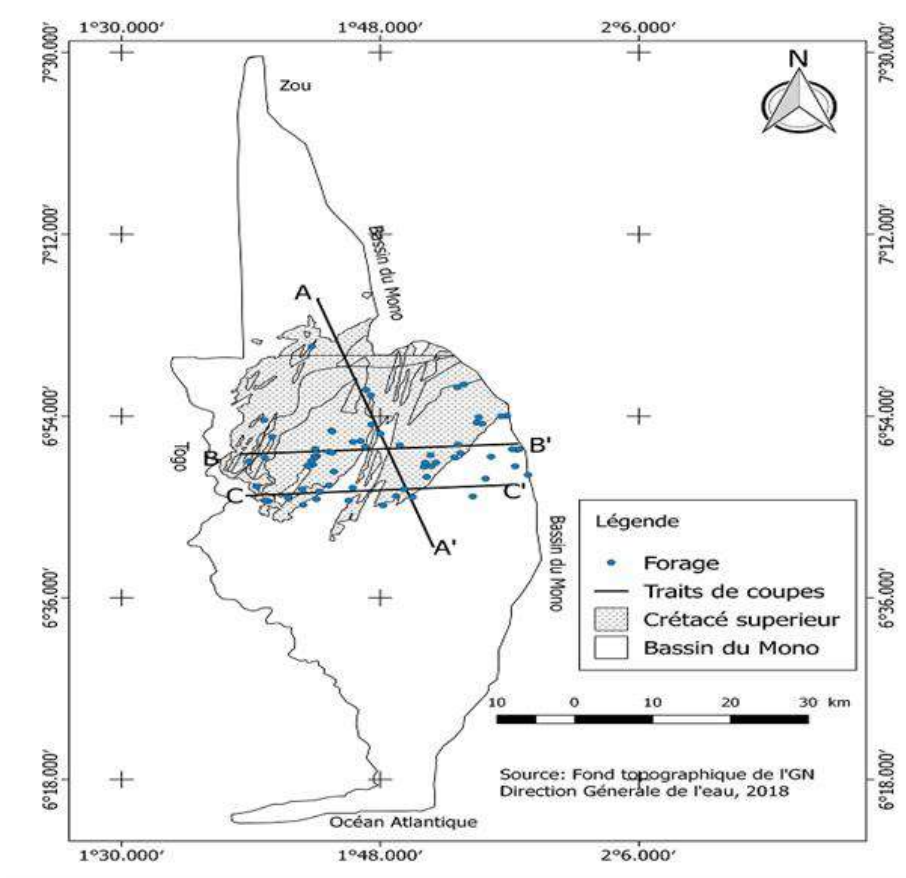 1°30.000′ 1°48.000′ 2°6.000′
7°30.000′ 7°30.000′
N
Zou
7°12.000′ 7°12.000′
Bassin du Mono
A
6°54.000′ 6°54.000′
Togo
B B'
C C'
A'
Bassin du Mono
Légende
Forage
Traits de coupes
Crétacé superieur
Bassin du Mono
6°36.000′ 6°36.000′
10 0 10 20 30 km
Source: Fond topographique de l'GN
Direction Génerale de l'eau, 2018
6°18.000′ 6°18.000′
Océan Atlantique
1°30.000′ 1°48.000′ 2°6.000′